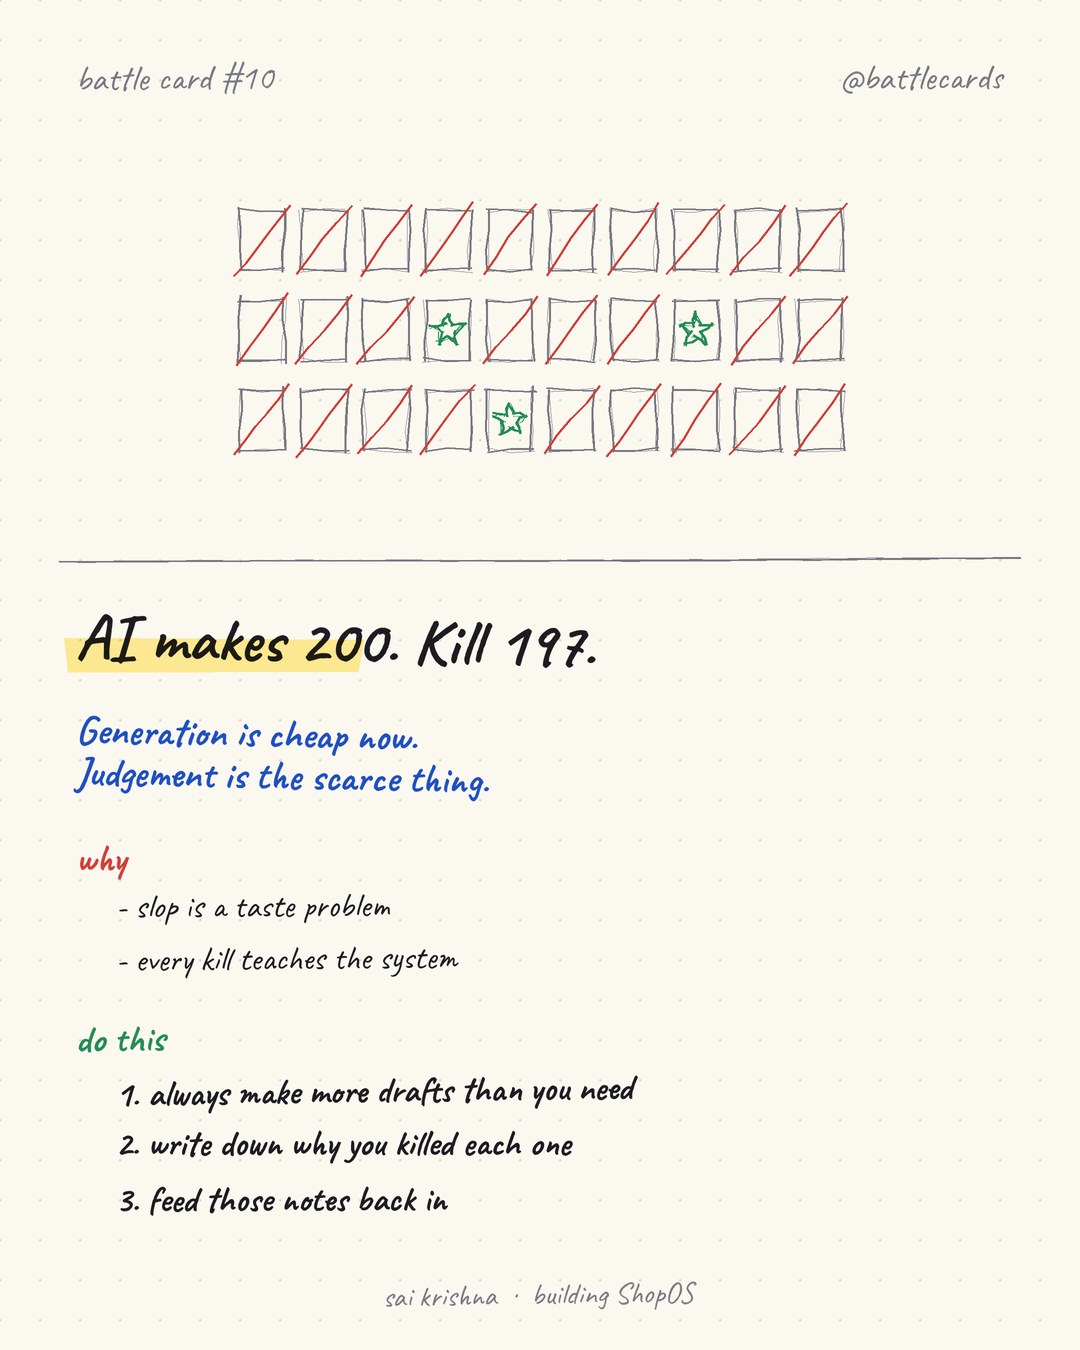 battle card #10
@battlecards
AI makes 200. Kill 197.
Generation is cheap now.
Judgement is the scarce thing.
why
- slop is a taste problem
- every kill teaches the system
do this
1. always make more drafts than you need
2. write down why you killed each one
3. feed those notes back in
sai krishna · building ShopOS